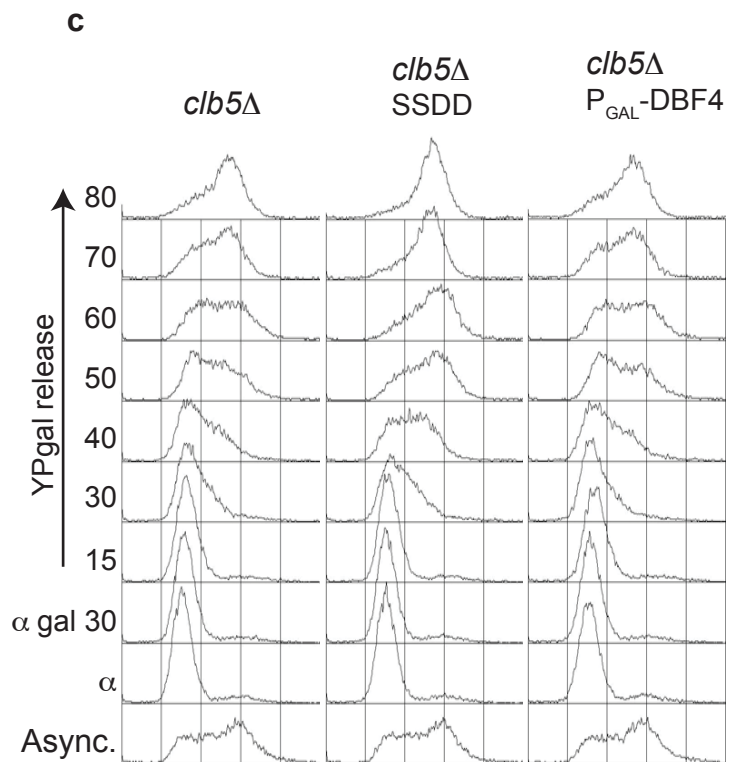 c
clb5Δ
clb5Δ
SSDD
clb5Δ
PGAL-DBF4
YPgal release
80
70
60
50
40
30
15
α gal 30
α
Async.